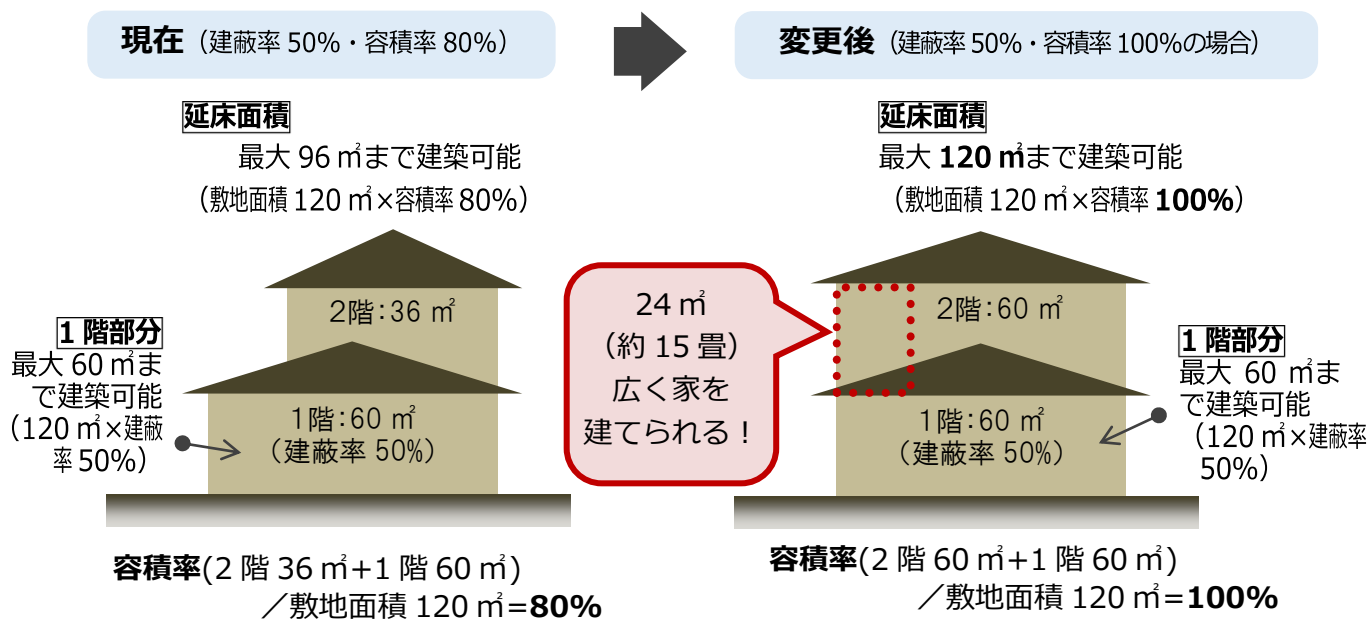 現在（建蔽率 50%・容積率 80%）
延床面積
最大 96 ㎡まで建築可能
（敷地面積 120 ㎡×容積率 80%）
2階：36 ㎡
1 階部分
最大 60 ㎡ま
で建築可能
（120 ㎡×建蔽
率 50%）
1階：60 ㎡
（建蔽率 50%）
容積率(2 階 36 ㎡+1 階 60 ㎡)
／敷地面積 120 ㎡=80%
24 ㎡
（約 15 畳）
広く家を
建てられる！
変更後（建蔽率 50%・容積率 100%の場合）
延床面積
最大 120 ㎡まで建築可能
（敷地面積 120 ㎡×容積率 100%）
2階：60 ㎡
1階：60 ㎡
（建蔽率 50%）
1 階部分
最大 60 ㎡ま
で建築可能
（120 ㎡×建蔽率
50%）
容積率(2 階 60 ㎡+1 階 60 ㎡)
／敷地面積 120 ㎡=100%